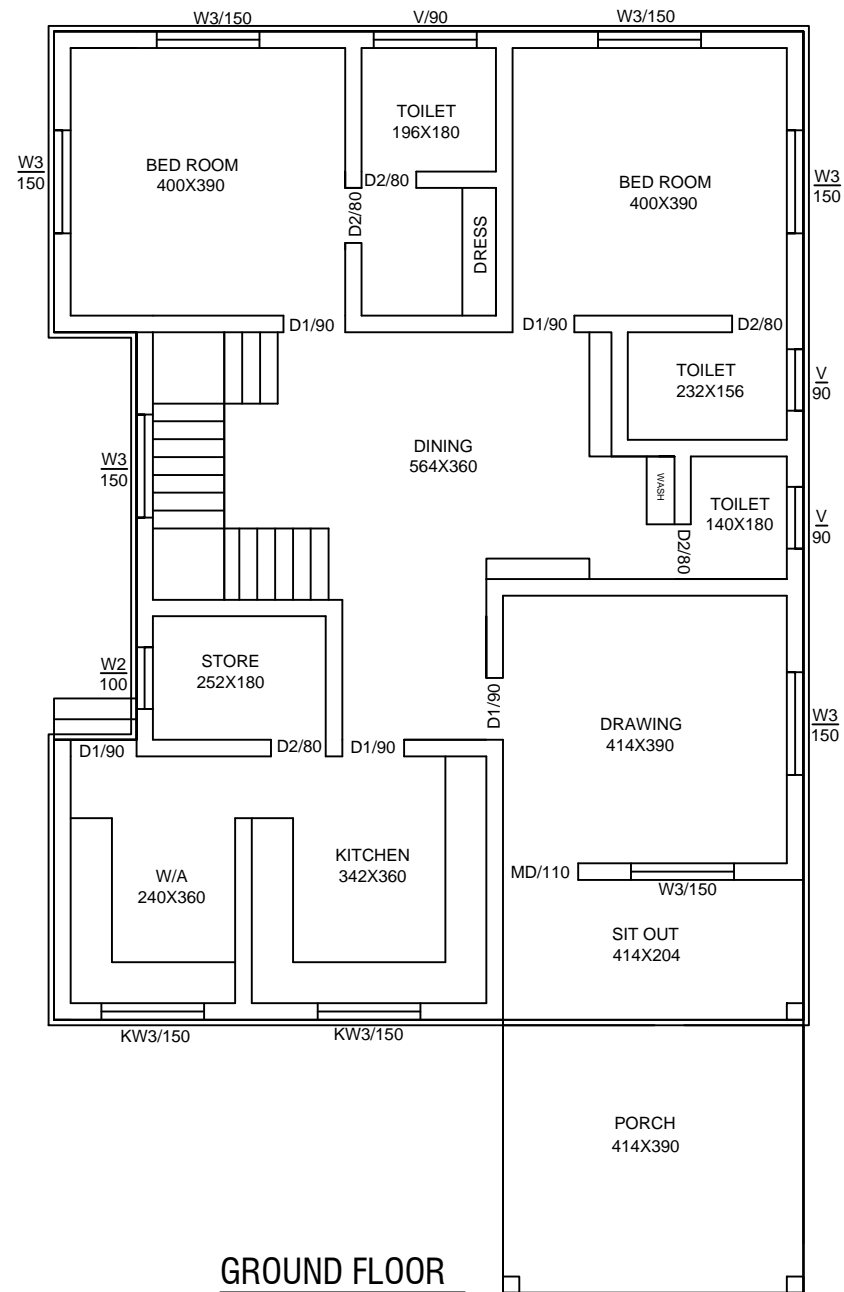 W3/150
V/90
W3/150
TOILET
196X180
BED ROOM
400X390
W3
150
D2/80
D2/80
DRESS
BED ROOM
400X390
W3
150
D1/90
D1/90
D2/80
TOILET
232X156
V
90
DINING
564X360
W3
150
WASH
TOILET
140X180
V
90
D2/80
STORE
252X180
W2
100
D1/90
DRAWING
414X390
W3
150
D1/90
D2/80
D1/90
KITCHEN
342X360
W/A
240X360
MD/110
W3/150
SIT OUT
414X204
KW3/150
KW3/150
PORCH
414X390
GROUND FLOOR